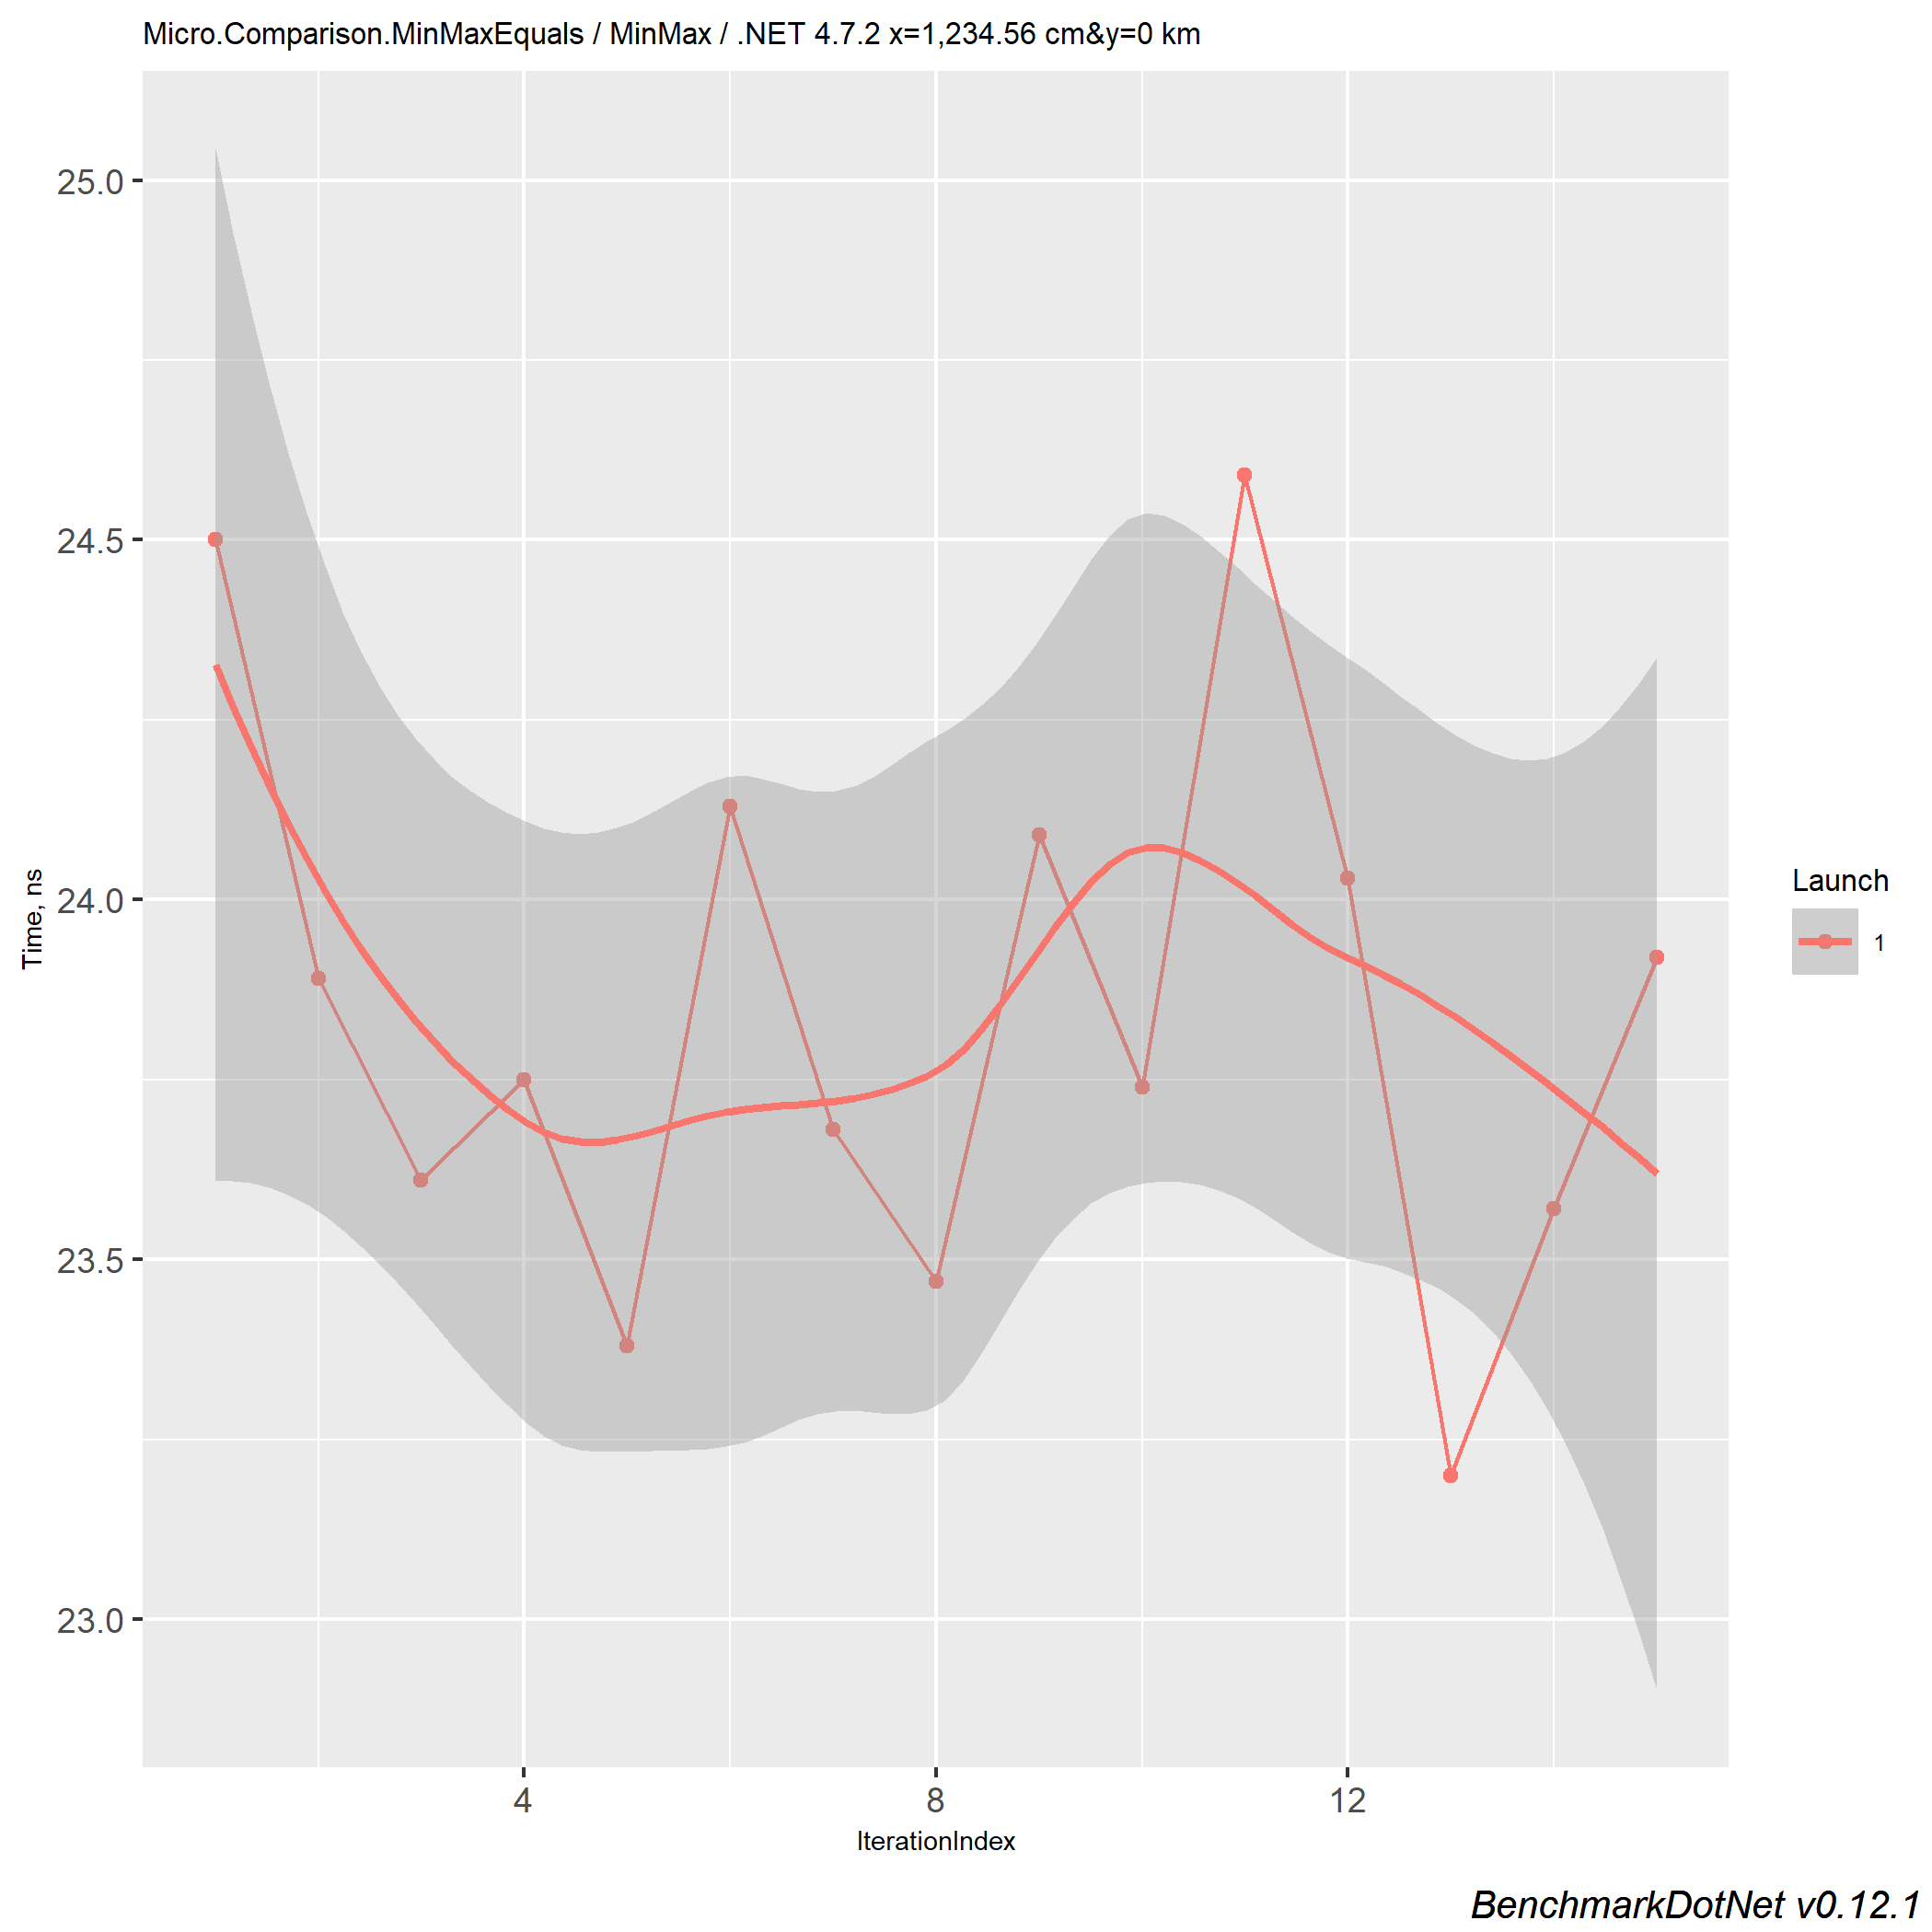 Micro.Comparison.MinMaxEquals / MinMax / .NET 4.7.2 x=1,234.56 cm&y=0 km
25.0
24.5
24.0
23.5
23.0
Time, ns
4
8
12
IterationIndex
Launch
1
BenchmarkDotNet v0.12.1